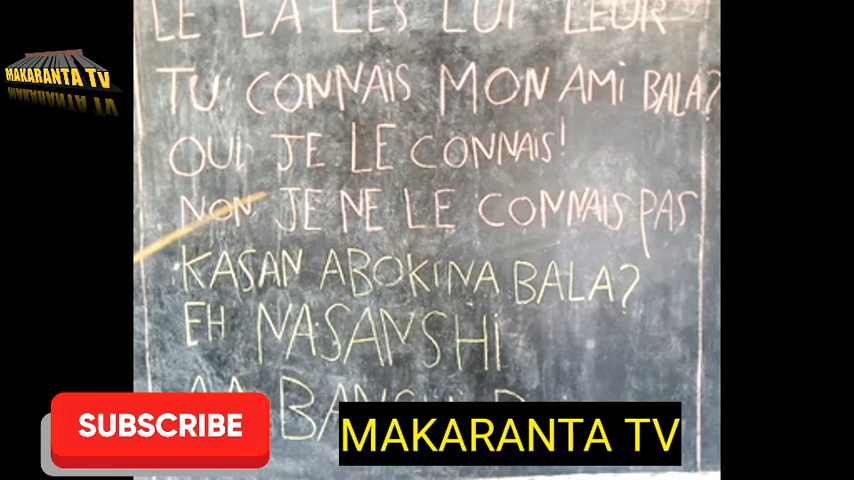 LE LA LES LUI LEUR
MAKARANTA TV
TU CONNAIS MON AMI BALA?
OUI JE LE CONNAIS!
NON JE NE LE CONNAIS PAS
KASAN ABOKINA BALA?
EH NASANSHI
SUBSCRIBE
MAKARANTA TV